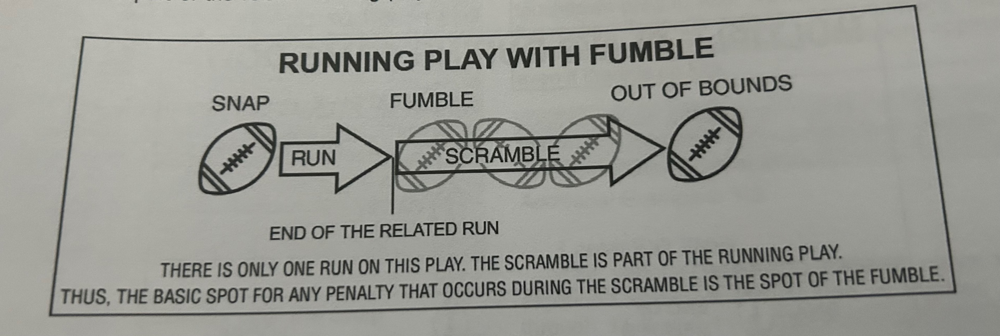 RUNNING PLAY WITH FUMBLE
SNAP
FUMBLE
OUT OF BOUNDS
RUN
SCRAMBLE
END OF THE RELATED RUN
THERE IS ONLY ONE RUN ON THIS PLAY. THE SCRAMBLE IS PART OF THE RUNNING PLAY.
THUS, THE BASIC SPOT FOR ANY PENALTY THAT OCCURS DURING THE SCRAMBLE IS THE SPOT OF THE FUMBLE.